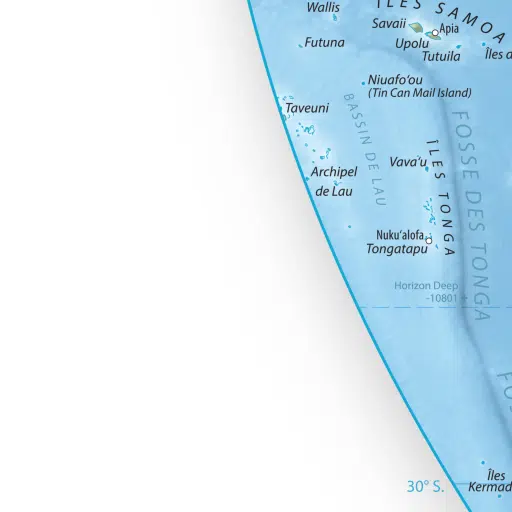 Wallis
ÎLES SAMOA
Savaii
Apia
Futuna
Upolu
Tutuila
Îles
Niuafo'ou
(Tin Can Mail Island)
Taveuni
BASSIN DE LAU
FOSSE DES TONGA
ÎLES TONGA
Vava'u
Archipel
de Lau
Nuku'alofa
Tongatapu
Horizon Deep
-10801
30° S.
Îles
Kermad